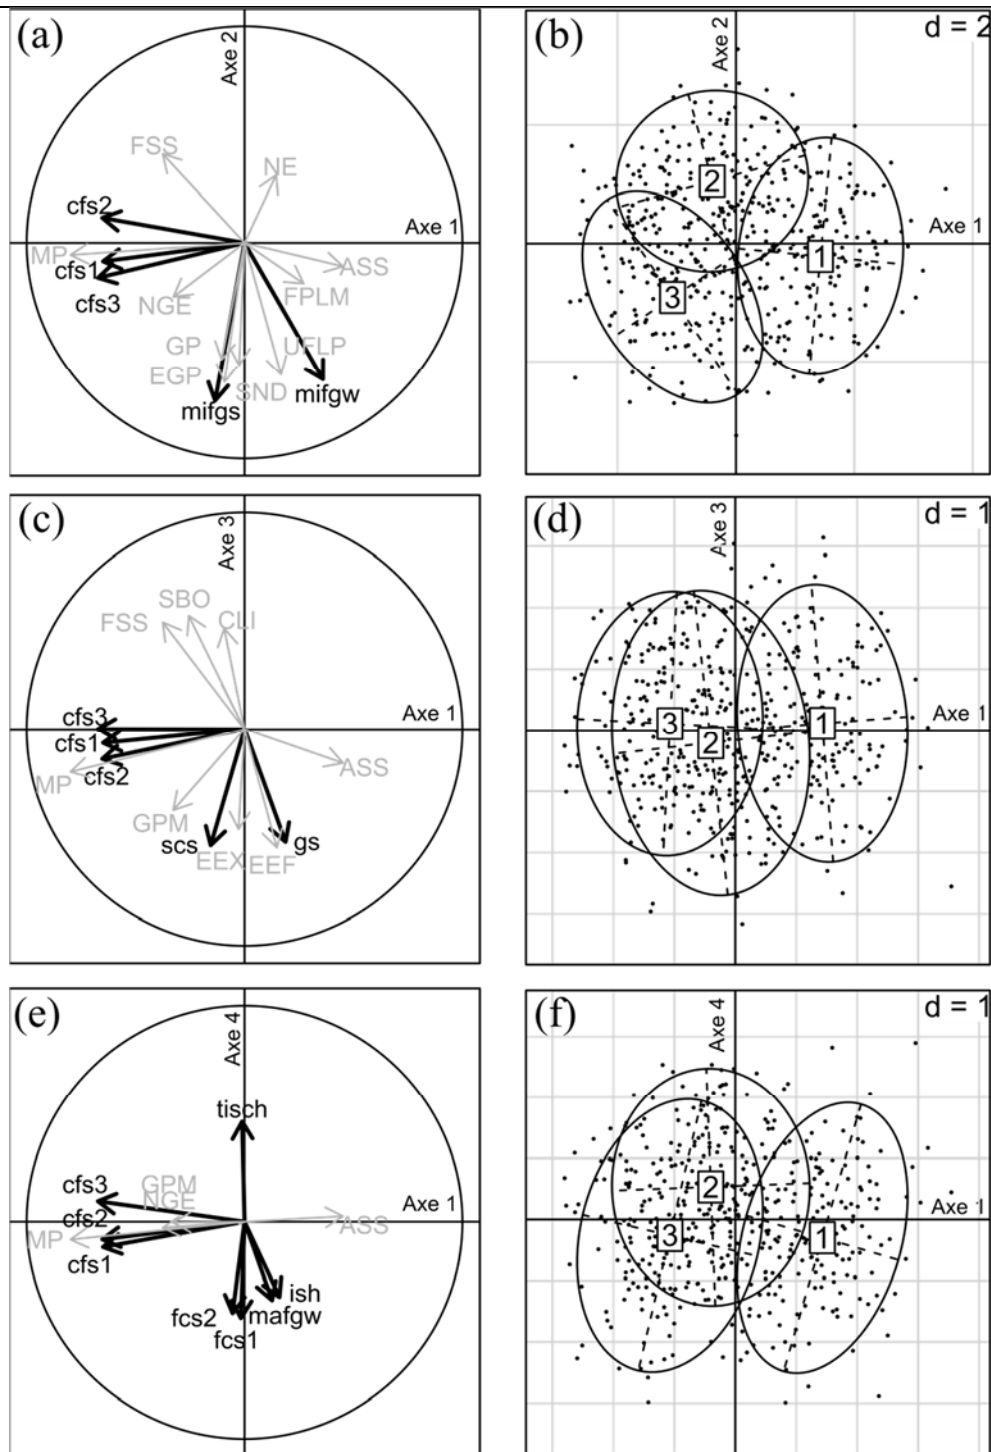 (a)
Axe 2
FSS
NE
cfs2
Axe 1
MP
cfs1
ASS
cfs3
NGE
FPLM
GP
UFLP
EGP
SND
mifgs
mifgw
(b)
d = 2
Axe 2
2
Axe 1
1
3
(c)
Axe 3
SBO
FSS
CLI
cfs3
Axe 1
cfs1
cfs2
MP
ASS
GPM
scs
gs
EEX
EEF
(d)
d = 1
Axe 3
Axe 1
3
1
2
(e)
Axe 4
tisch
cfs3
GPM
NGE
Axe 1
cfs2
ASS
MP
cfs1
ish
fcs2
mafgw
fcs1
(f)
d = 1
Axe 4
2
Axe 1
3
1